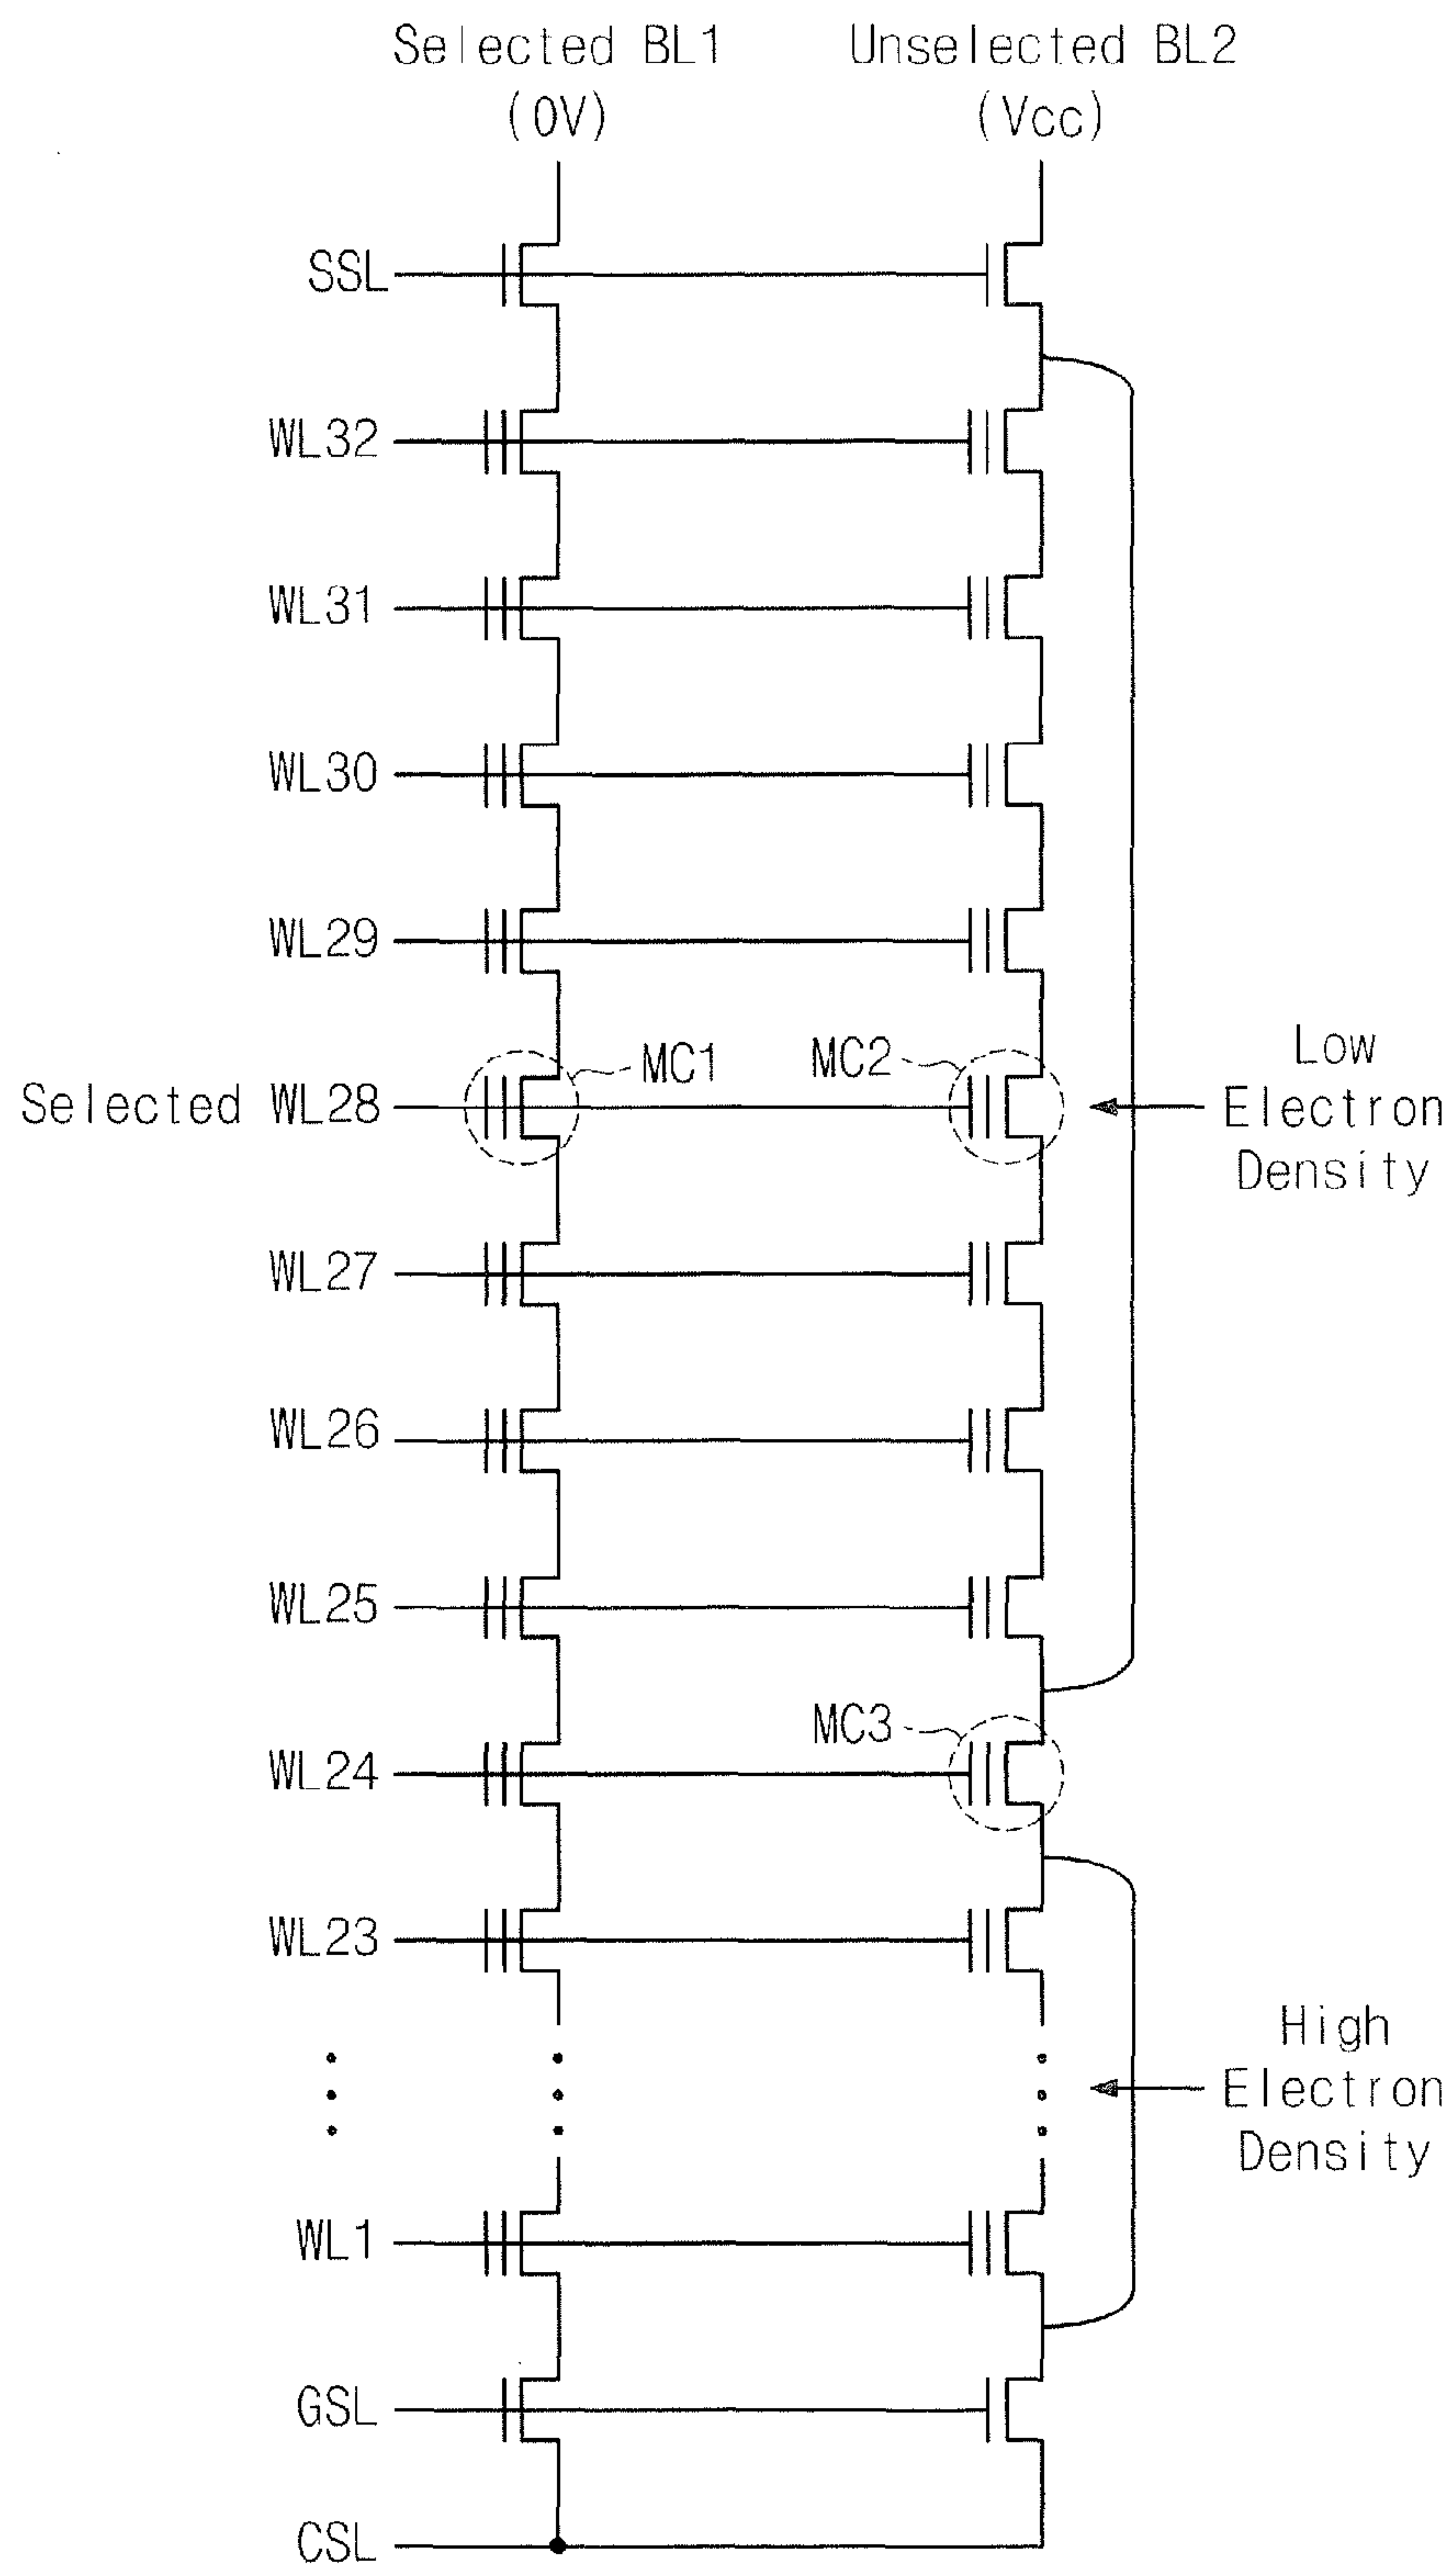 Selected BL1 Unselected BL2
(0V) (Vcc)
SSL
WL32
WL31
WL30
WL29
MC1 MC2
Selected WL28
Low
Electron
Density
WL27
WL26
WL25
MC3
WL24
WL23
High
Electron
Density
WL1
GSL
CSL